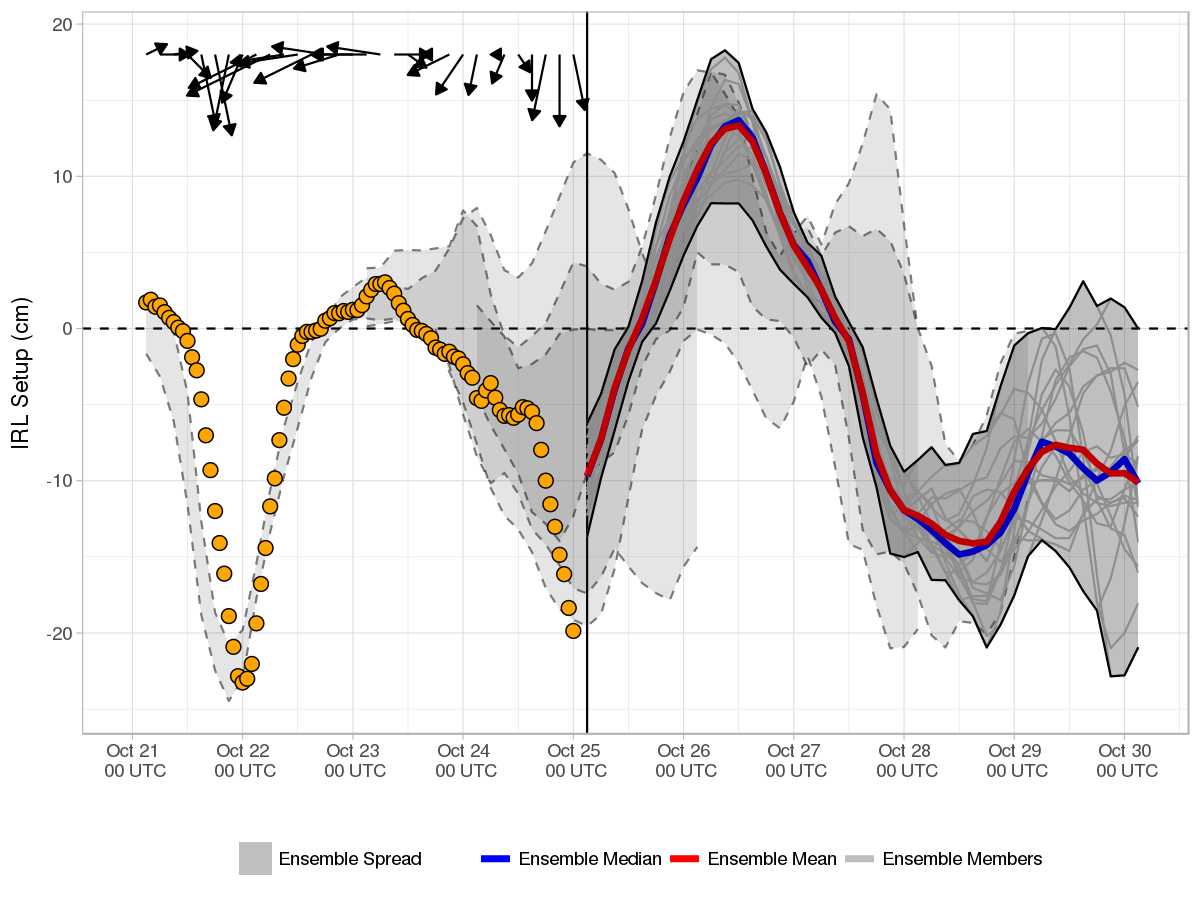 IRL Setup (cm)
20
10
0
-10
-20
Oct 21 Oct 22 Oct 23 Oct 24 Oct 25 Oct 26 Oct 27 Oct 28 Oct 29 Oct 30
00 UTC 00 UTC 00 UTC 00 UTC 00 UTC 00 UTC 00 UTC 00 UTC 00 UTC 00 UTC
Ensemble Spread Ensemble Median Ensemble Mean Ensemble Members